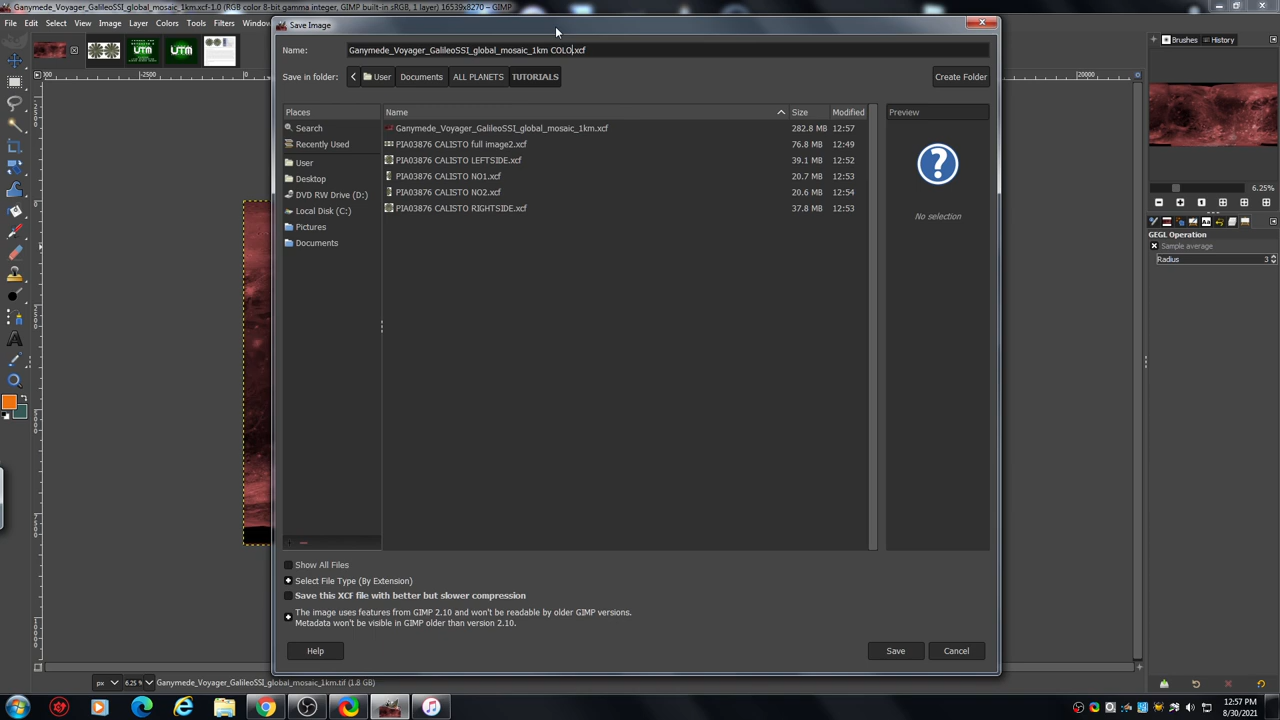 Ganymede_Voyager_GalileoSSI_global_mosaic_1km.xcf-1.0 (RGB color 8-bit gamma integer, GIMP built-in sRGB, 1 layer) 16539x8270 – GIMP
File Edit Select View Image Layer Colors Tools Filters Windows
Save Image
Name: Ganymede_Voyager_GalileoSSI_global_mosaic_1km COLO.xcf
Save in folder: User Documents ALL PLANETS TUTORIALS Create Folder
Places
Search
Recently Used
User
Desktop
DVD RW Drive (D:)
Local Disk (C:)
Pictures
Documents
Name Size Modified
Ganymede_Voyager_GalileoSSI_global_mosaic_1km.xcf 282.8 MB 12:57
PIA03876 CALISTO full image2.xcf 76.8 MB 12:49
PIA03876 CALISTO LEFTSIDE.xcf 39.1 MB 12:52
PIA03876 CALISTO NO1.xcf 20.7 MB 12:53
PIA03876 CALISTO NO2.xcf 20.6 MB 12:54
PIA03876 CALISTO RIGHTSIDE.xcf 37.8 MB 12:53
Preview
No selection
Show All Files
Select File Type (By Extension)
Save this XCF file with better but slower compression
The image uses features from GIMP 2.10 and won't be readable by older GIMP versions.
Metadata won't be visible in GIMP older than version 2.10.
Help Save Cancel
UTM
UTM
-2500
0
20000
Brushes History
6.25%
GEGL Operation
Sample average
Radius 3
px 6.25 % Ganymede_Voyager_GalileoSSI_global_mosaic_1km.tif (1.8 GB)
12:57 PM
8/30/2021